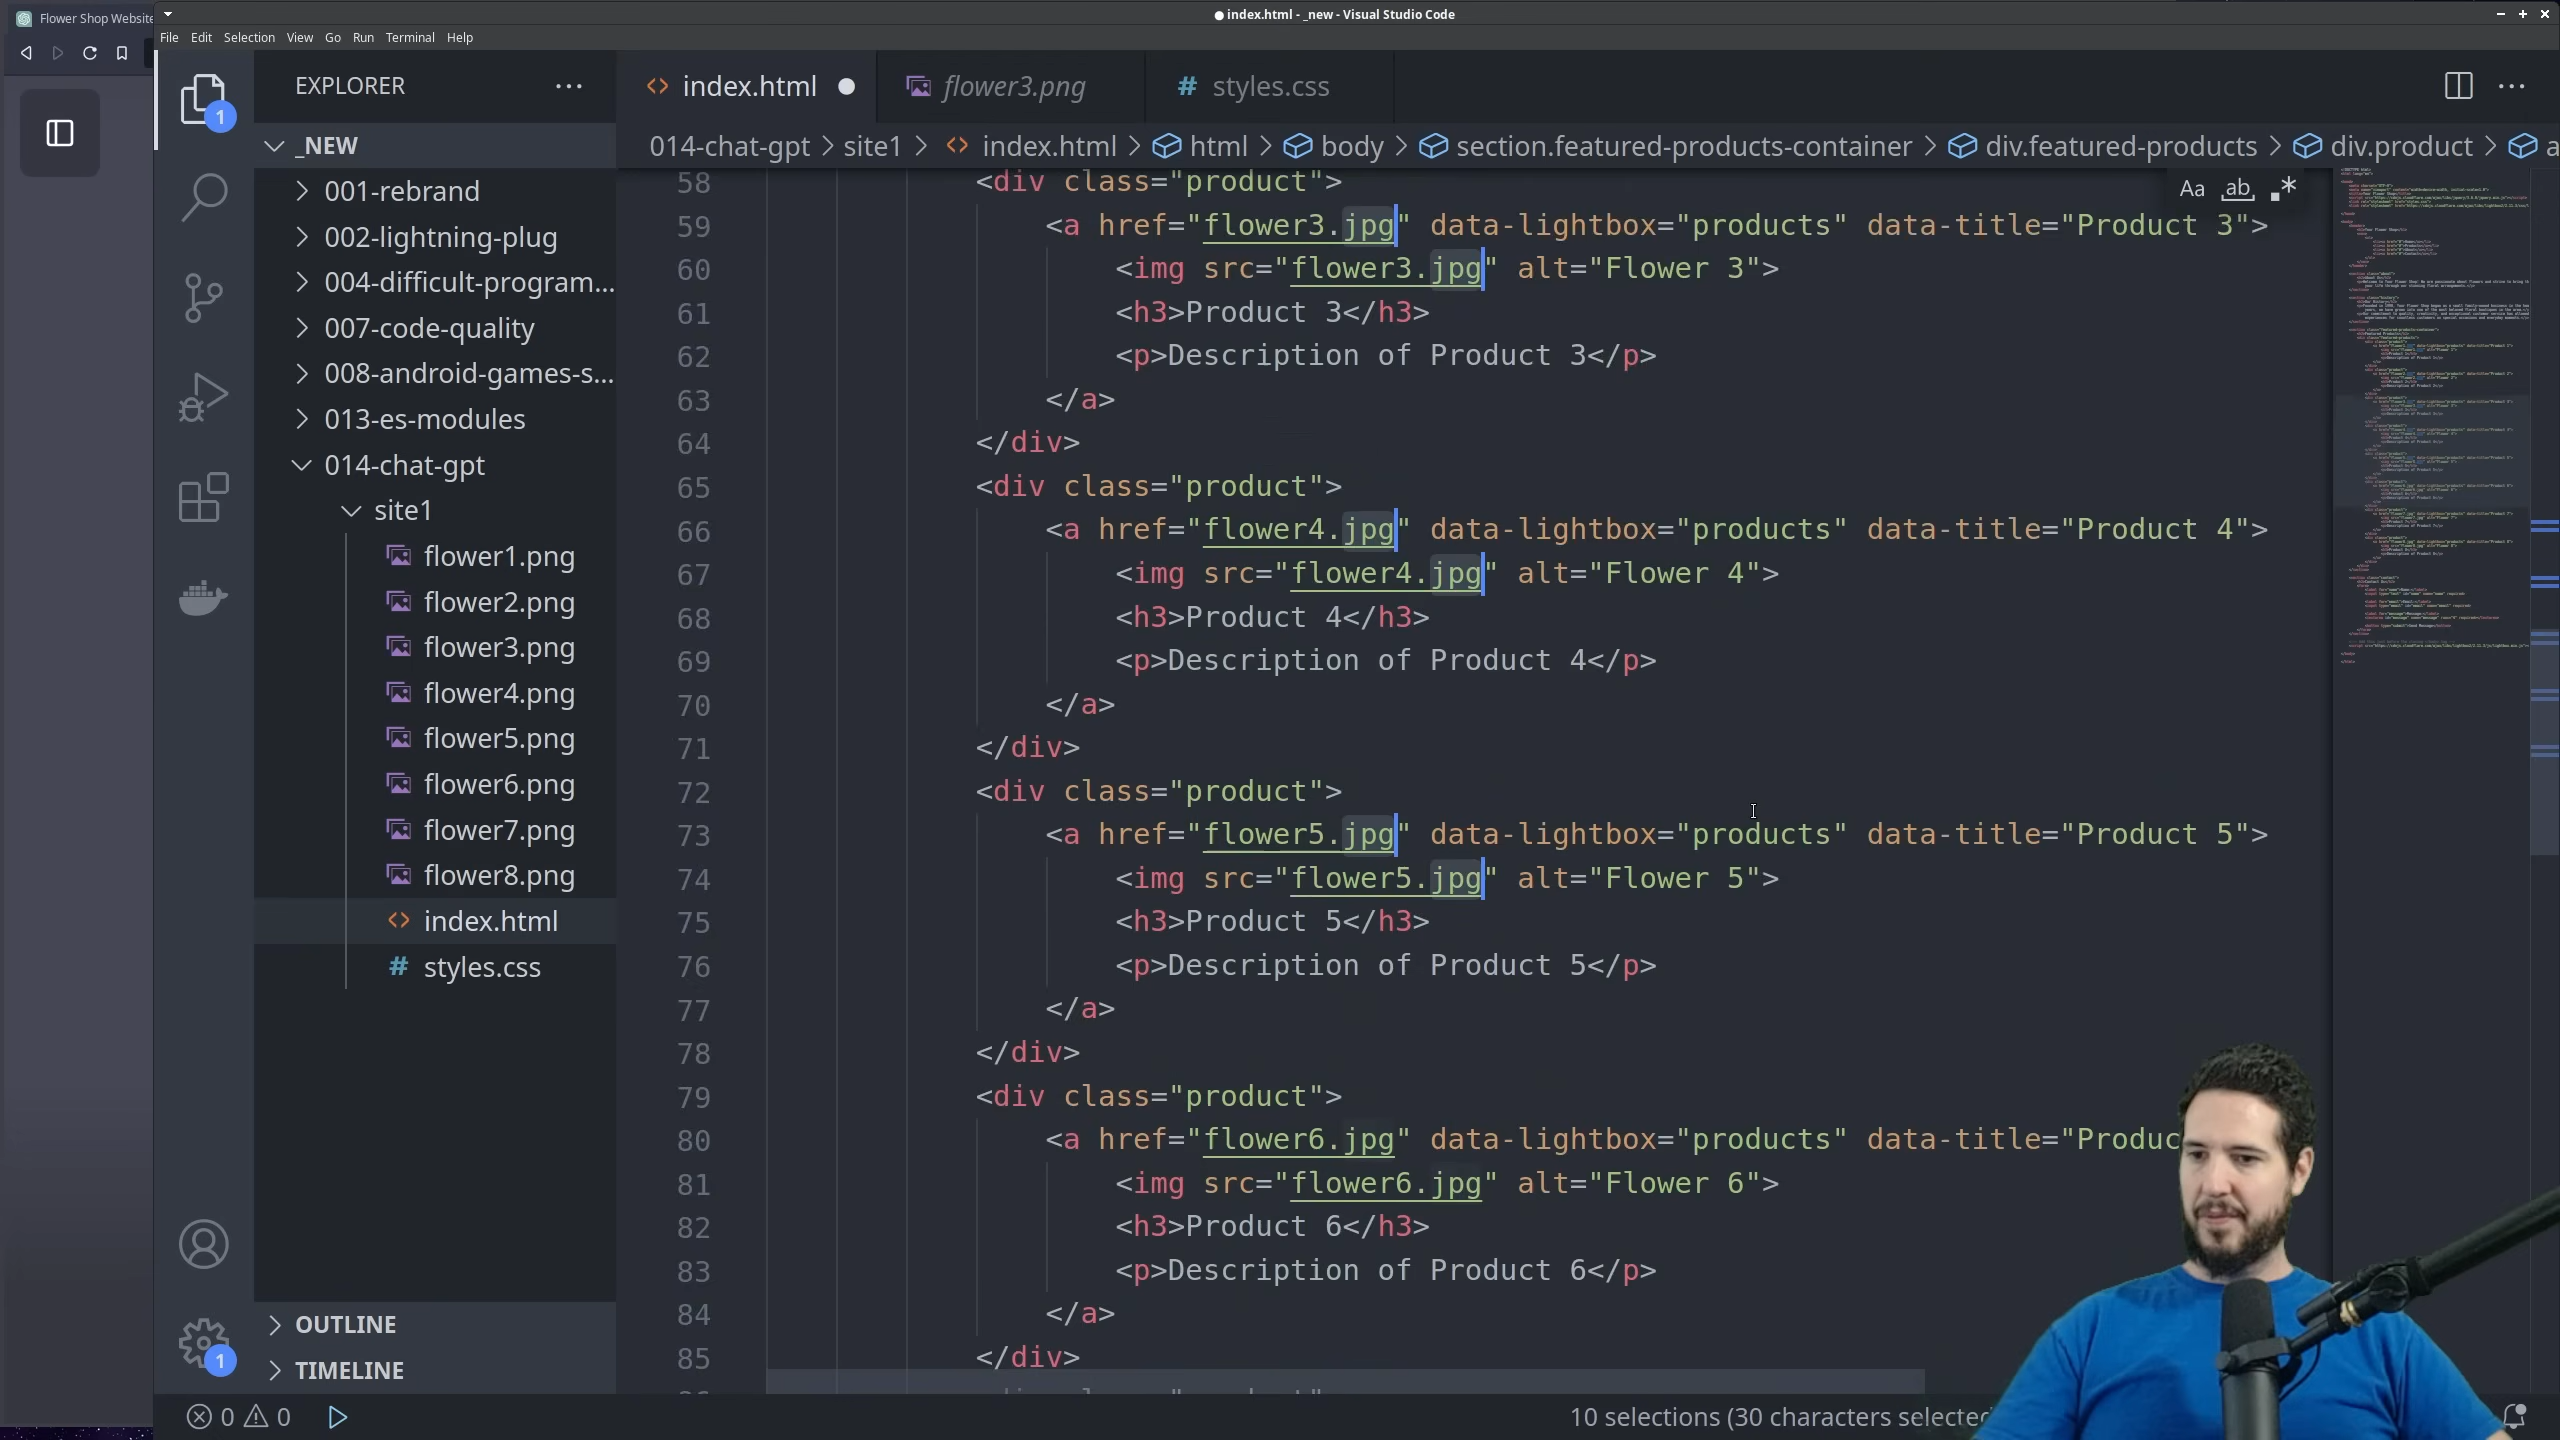 Flower Shop Website
index.html - _new - Visual Studio Code
File Edit Selection View Go Run Terminal Help
EXPLORER
1
_NEW
001-rebrand
002-lightning-plug
004-difficult-program...
007-code-quality
008-android-games-s...
013-es-modules
014-chat-gpt
site1
flower1.png
flower2.png
flower3.png
flower4.png
flower5.png
flower6.png
flower7.png
flower8.png
index.html
styles.css
OUTLINE
TIMELINE
1
index.html flower3.png styles.css
014-chat-gpt > site1 > index.html > html > body > section.featured-products-container > div.featured-products > div.product > a
Aa ab .*
58 <div class="product">
59 <a href="flower3.jpg" data-lightbox="products" data-title="Product 3">
60 <img src="flower3.jpg" alt="Flower 3">
61 <h3>Product 3</h3>
62 <p>Description of Product 3</p>
63 </a>
64 </div>
65 <div class="product">
66 <a href="flower4.jpg" data-lightbox="products" data-title="Product 4">
67 <img src="flower4.jpg" alt="Flower 4">
68 <h3>Product 4</h3>
69 <p>Description of Product 4</p>
70 </a>
71 </div>
72 <div class="product">
73 <a href="flower5.jpg" data-lightbox="products" data-title="Product 5">
74 <img src="flower5.jpg" alt="Flower 5">
75 <h3>Product 5</h3>
76 <p>Description of Product 5</p>
77 </a>
78 </div>
79 <div class="product">
80 <a href="flower6.jpg" data-lightbox="products" data-title="Produc
81 <img src="flower6.jpg" alt="Flower 6">
82 <h3>Product 6</h3>
83 <p>Description of Product 6</p>
84 </a>
85 </div>
0 0
10 selections (30 characters selected